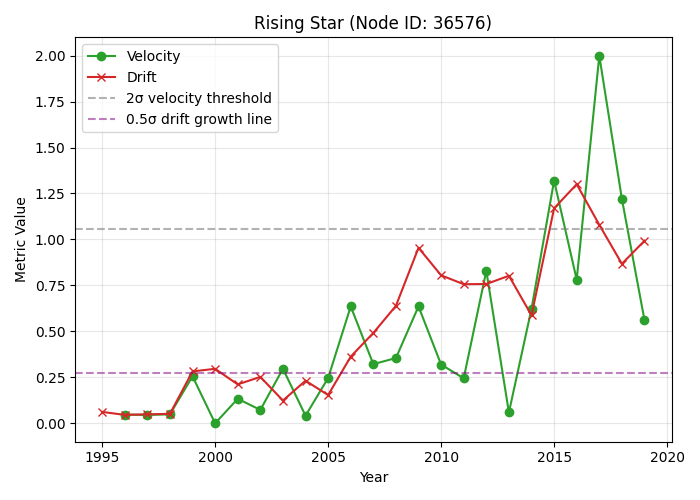 Rising Star (Node ID: 36576)
Velocity
Drift
2σ velocity threshold
0.5σ drift growth line
Metric Value
2.00
1.75
1.50
1.25
1.00
0.75
0.50
0.25
0.00
1995 2000 2005 2010 2015 2020
Year